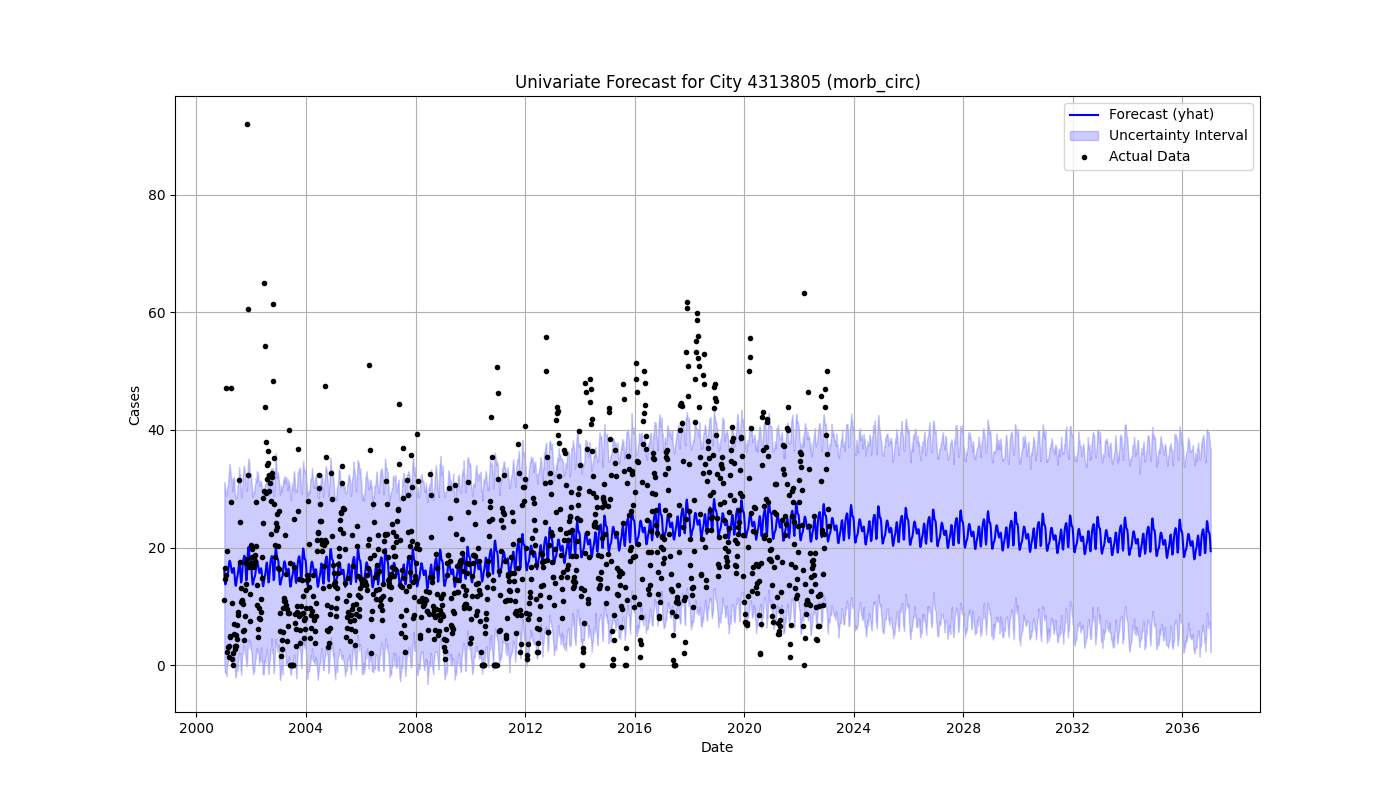 Univariate Forecast for City 4313805 (morb_circ)
Forecast (yhat)
Uncertainty Interval
Actual Data
Cases
80
60
40
20
0
2000 2004 2008 2012 2016 2020 2024 2028 2032 2036
Date